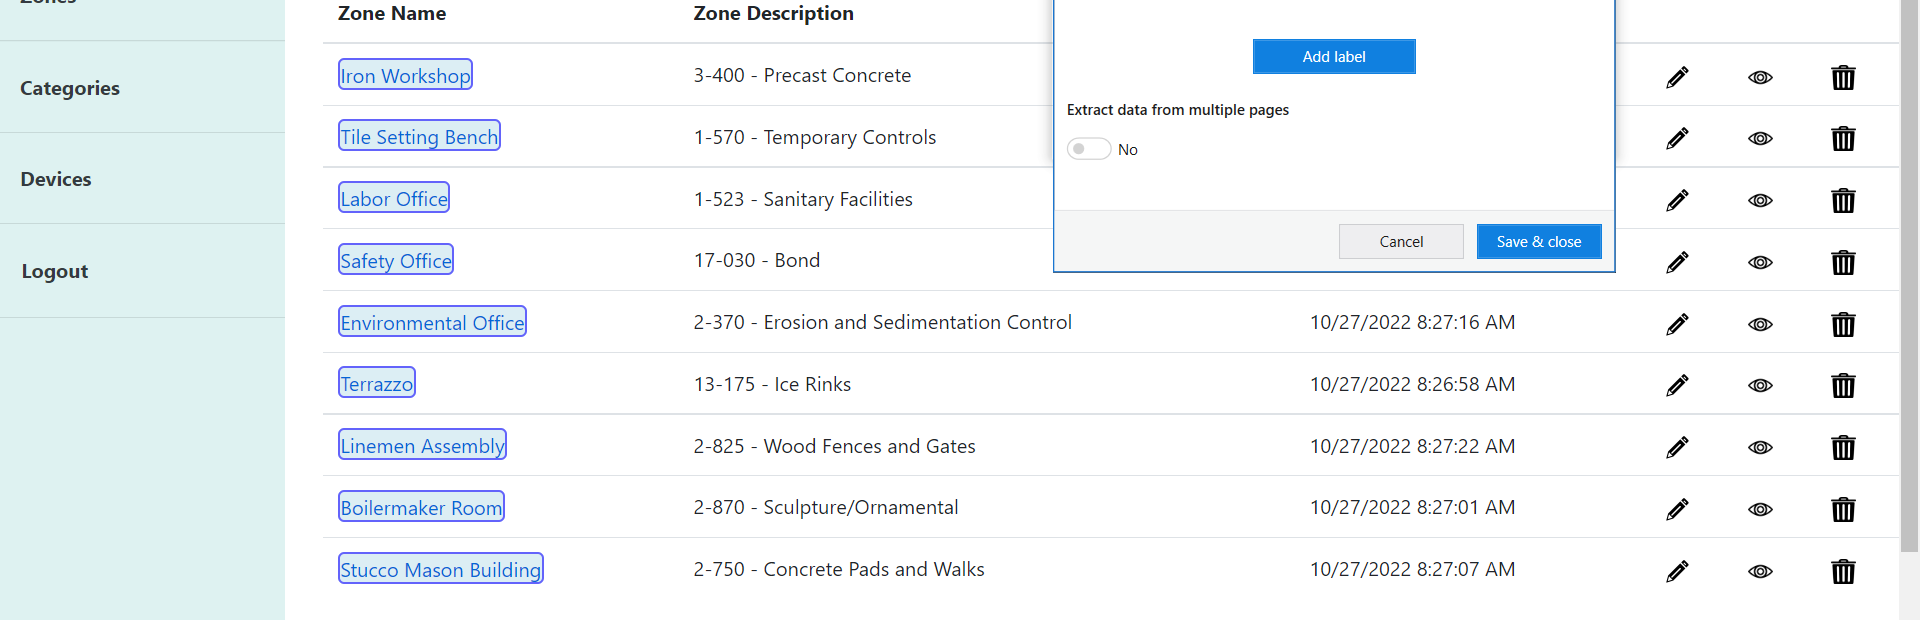 Zones
Categories
Devices
Logout
Zone Name Zone Description
Iron Workshop 3-400 - Precast Concrete
Tile Setting Bench 1-570 - Temporary Controls
Labor Office 1-523 - Sanitary Facilities
Safety Office 17-030 - Bond
Environmental Office 2-370 - Erosion and Sedimentation Control 10/27/2022 8:27:16 AM
Terrazzo 13-175 - Ice Rinks 10/27/2022 8:26:58 AM
Linemen Assembly 2-825 - Wood Fences and Gates 10/27/2022 8:27:22 AM
Boilermaker Room 2-870 - Sculpture/Ornamental 10/27/2022 8:27:01 AM
Stucco Mason Building 2-750 - Concrete Pads and Walks 10/27/2022 8:27:07 AM
Add label
Extract data from multiple pages
No
Cancel Save & close